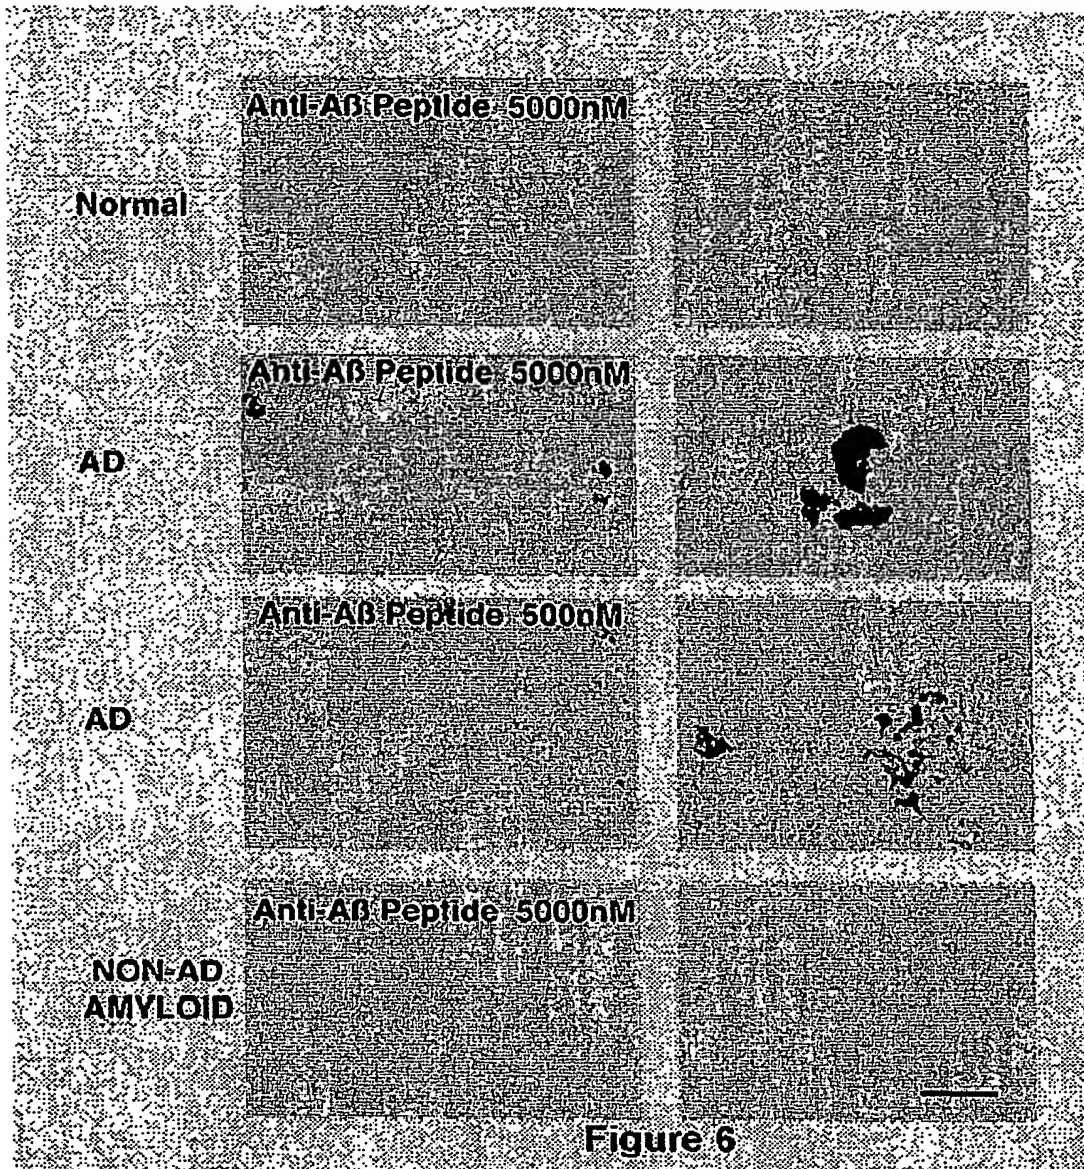 Anti-Aß Peptide 5000nM
Normal
Anti-Aß Peptide 5000nM
AD
Anti-Aß Peptide 500nM
AD
Anti-Aß Peptide 5000nM
NON-AD
AMYLOID
Figure 6